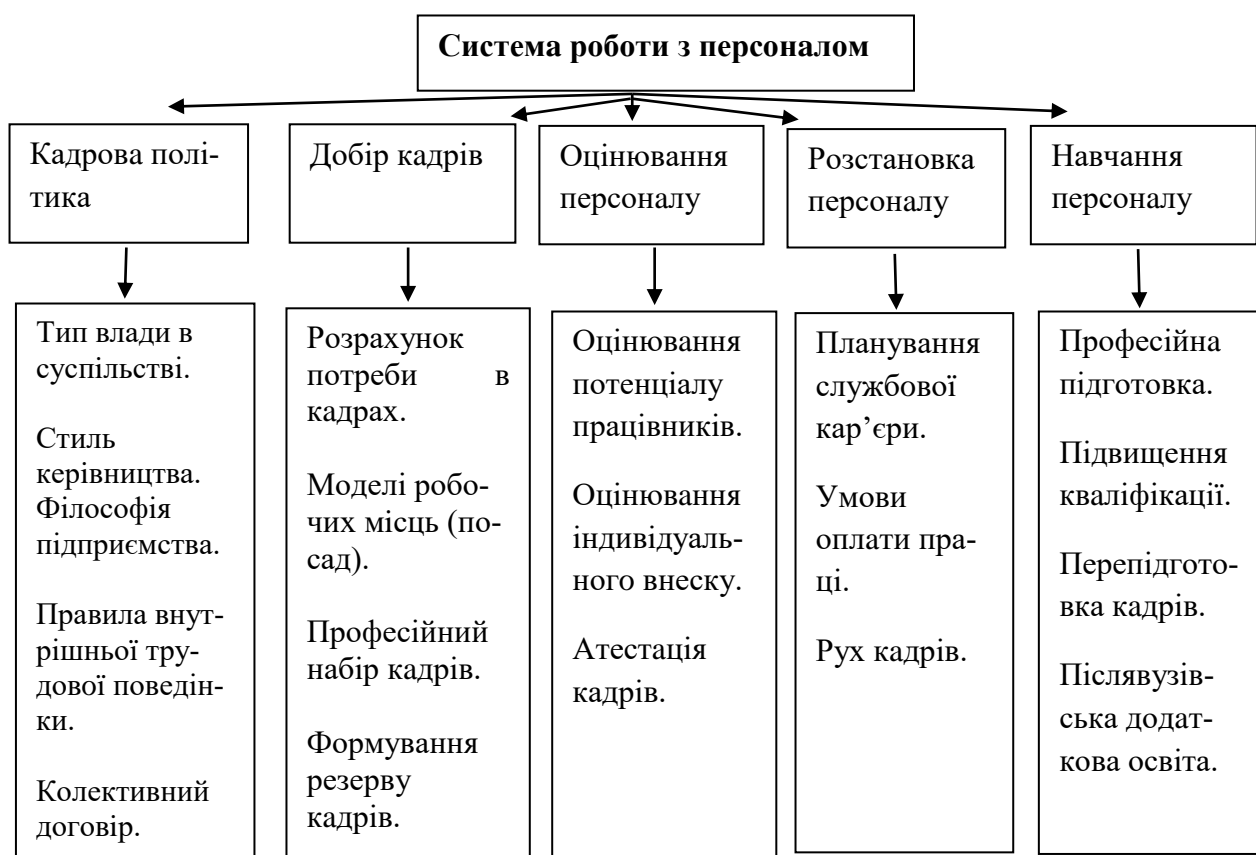 Система роботи з персоналом
Кадрова полі-
тика
Добір кадрів
Оцінювання
персоналу
Розстановка
персоналу
Навчання
персоналу
Тип влади в
суспільстві.
Стиль
керівництва.
Філософія
підприємства.
Правила внут-
рішньої тру-
дової поведін-
ки.
Колективний
договір.
Розрахунок
потреби в
кадрах.
Моделі робо-
чих місць (по-
сад).
Професійний
набір кадрів.
Формування
резерву
кадрів.
Оцінювання
потенціалу
працівників.
Оцінювання
індивідуаль-
ного внеску.
Атестація
кадрів.
Планування
службової
кар’єри.
Умови
оплати пра-
ці.
Рух кадрів.
Професійна
підготовка.
Підвищення
кваліфікації.
Перепідгото-
вка кадрів.
Післявузів-
ська додат-
кова освіта.